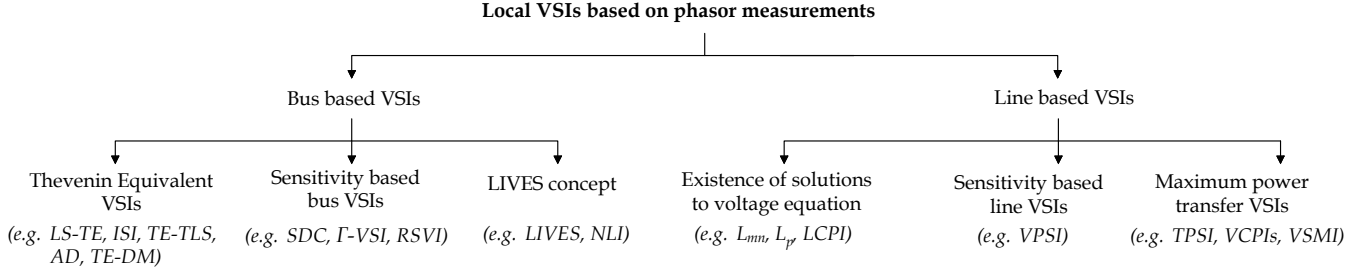 Local VSIs based on phasor measurements
Bus based VSIs
Line based VSIs
Thevenin Equivalent
VSIs
(e.g. LS-TE, ISI, TE-TLS,
AD, TE-DM)
Sensitivity based
bus VSIs
(e.g. SDC, Γ-VSI, RSVI)
LIVES concept
(e.g. LIVES, NLI)
Existence of solutions
to voltage equation
(e.g. Lmn, Lp, LCPI)
Sensitivity based
line VSIs
(e.g. VPSI)
Maximum power
transfer VSIs
(e.g. TPSI, VCPIs, VSMI)